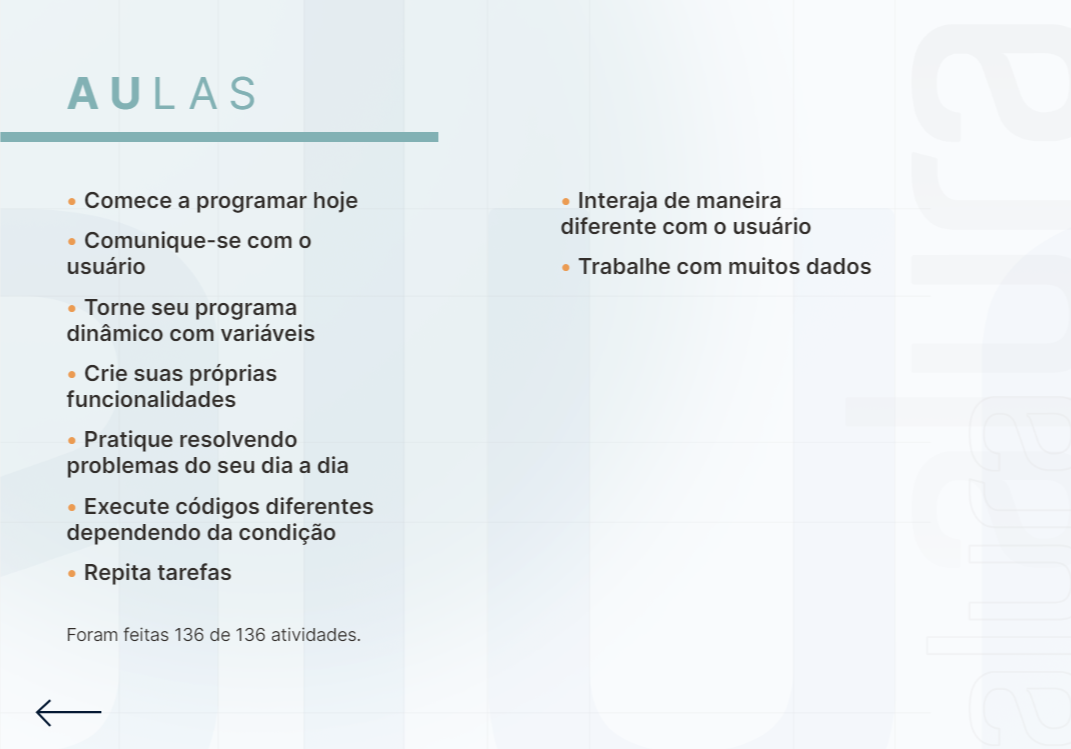 AULAS
• Comece a programar hoje
• Comunique-se com o
usuário
• Torne seu programa
dinâmico com variáveis
• Crie suas próprias
funcionalidades
• Pratique resolvendo
problemas do seu dia a dia
• Execute códigos diferentes
dependendo da condição
• Repita tarefas
• Interaja de maneira
diferente com o usuário
• Trabalhe com muitos dados
Foram feitas 136 de 136 atividades.
alura
alura